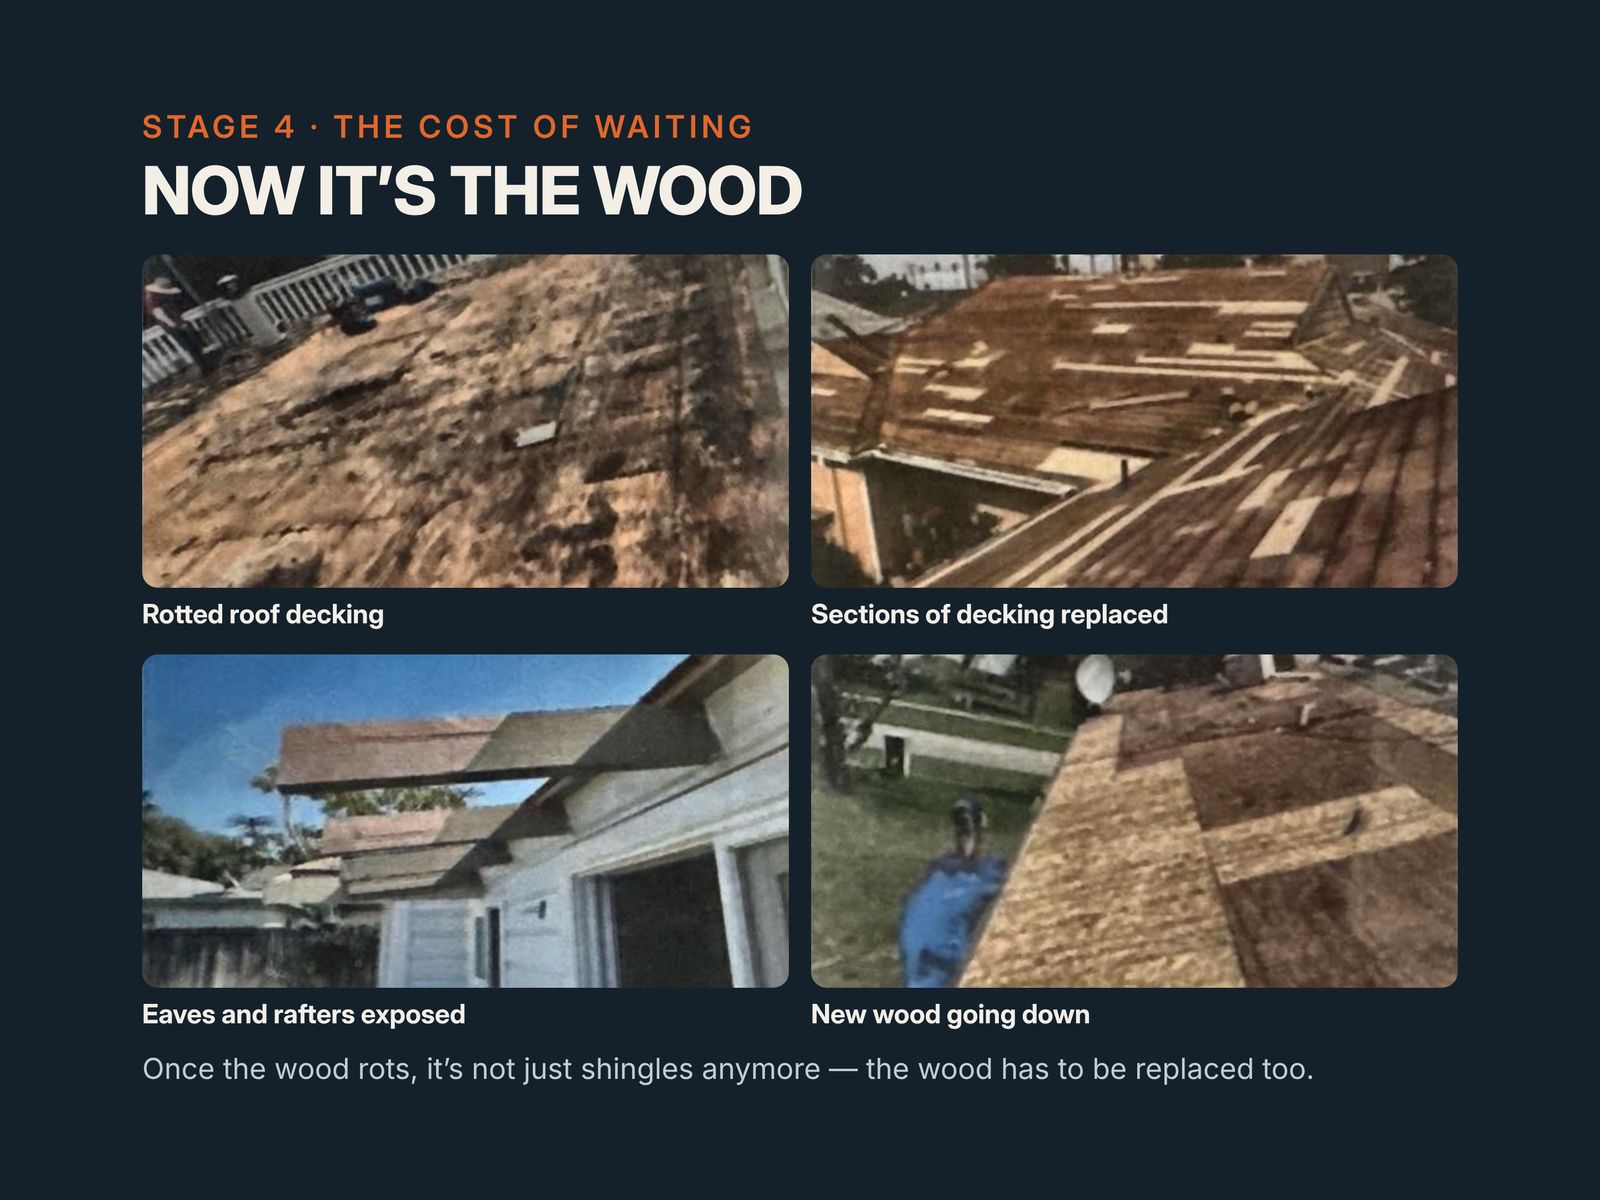 STAGE 4 · THE COST OF WAITING
NOW IT’S THE WOOD
Rotted roof decking
Sections of decking replaced
Eaves and rafters exposed
New wood going down
Once the wood rots, it’s not just shingles anymore — the wood has to be replaced too.